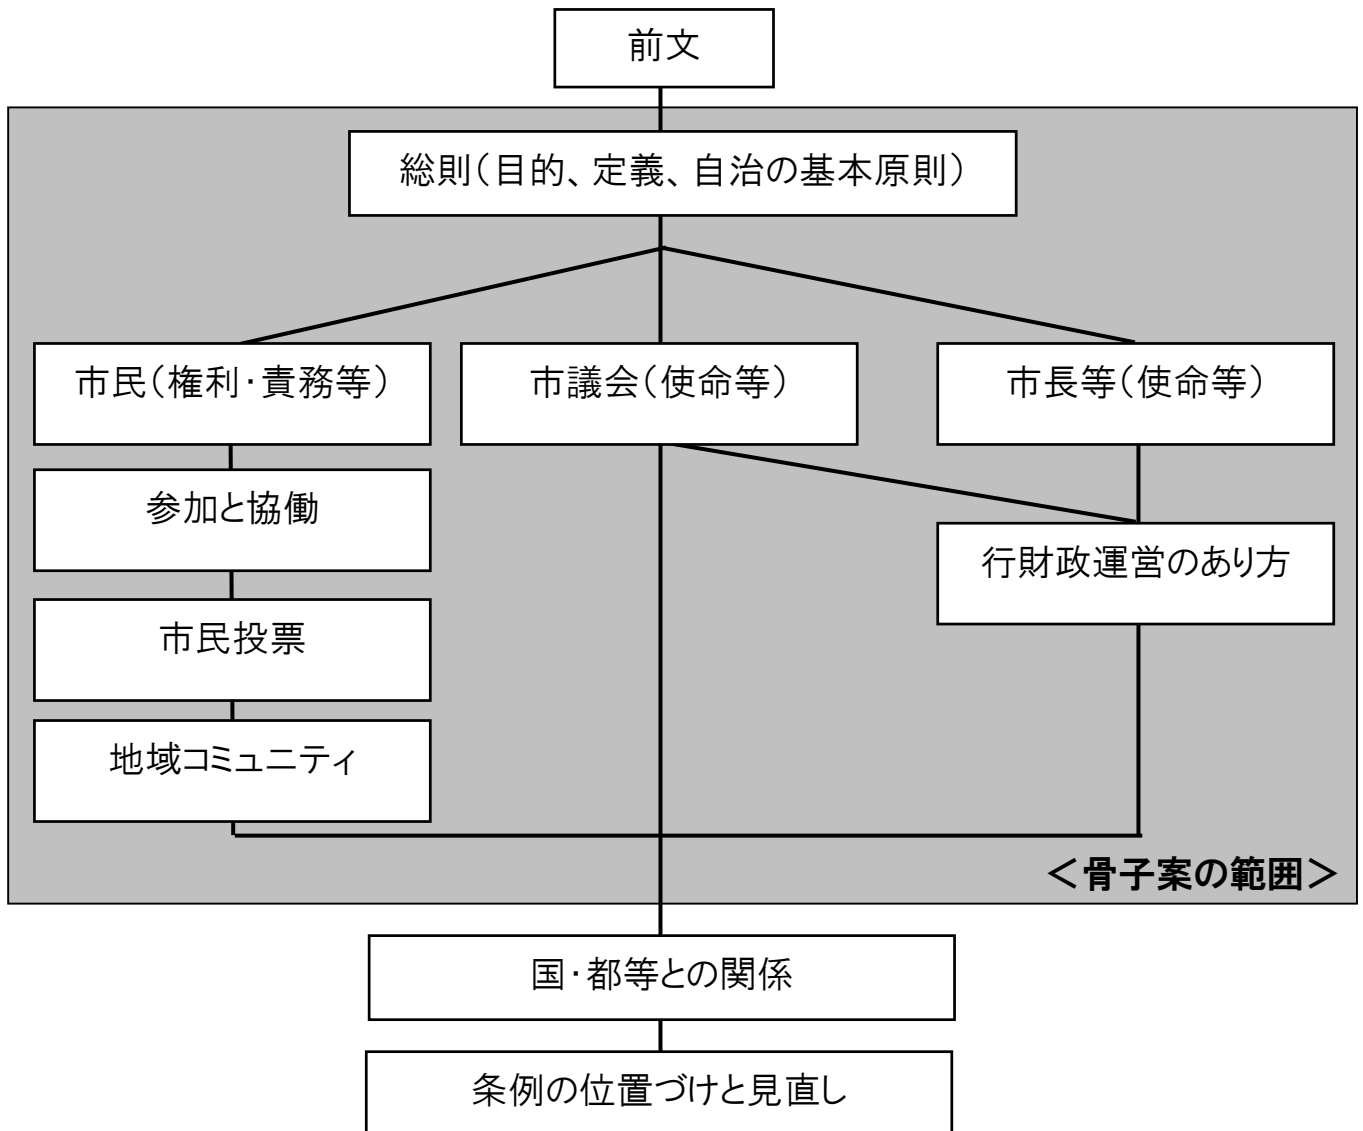 前文
総則(目的、定義、自治の基本原則)
市民(権利・責務等)
市議会(使命等)
市長等(使命等)
参加と協働
行財政運営のあり方
市民投票
地域コミュニティ
<骨子案の範囲>
国・都等との関係
条例の位置づけと見直し